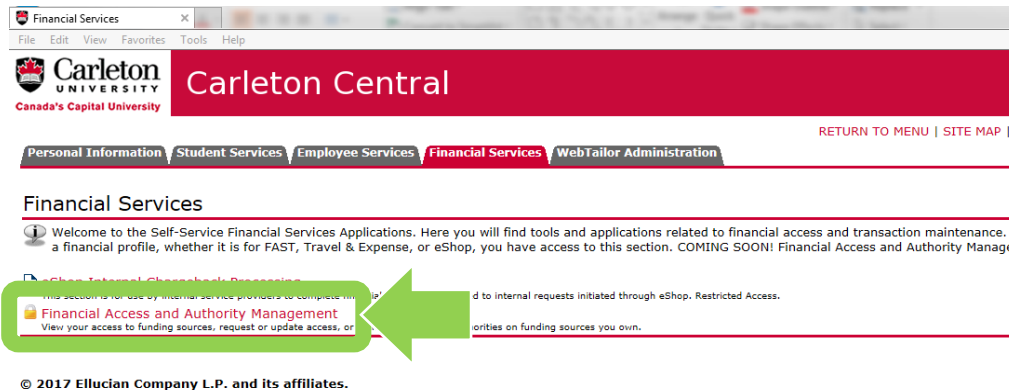 Financial Services
File Edit View Favorites Tools Help
Carleton
UNIVERSITY
Canada's Capital University
Carleton Central
RETURN TO MENU | SITE MAP |
Personal Information Student Services Employee Services Financial Services WebTailor Administration
Financial Services
Welcome to the Self-Service Financial Services Applications. Here you will find tools and applications related to financial access and transaction maintenance.
a financial profile, whether it is for FAST, Travel & Expense, or eShop, you have access to this section. COMING SOON! Financial Access and Authority Manage
eShop Internal Chargeback Processing
This section is for use by internal service providers to complete d to internal requests initiated through eShop. Restricted Access.
Financial Access and Authority Management
View your access to funding sources, request or update access, or orities on funding sources you own.
© 2017 Ellucian Company L.P. and its affiliates.